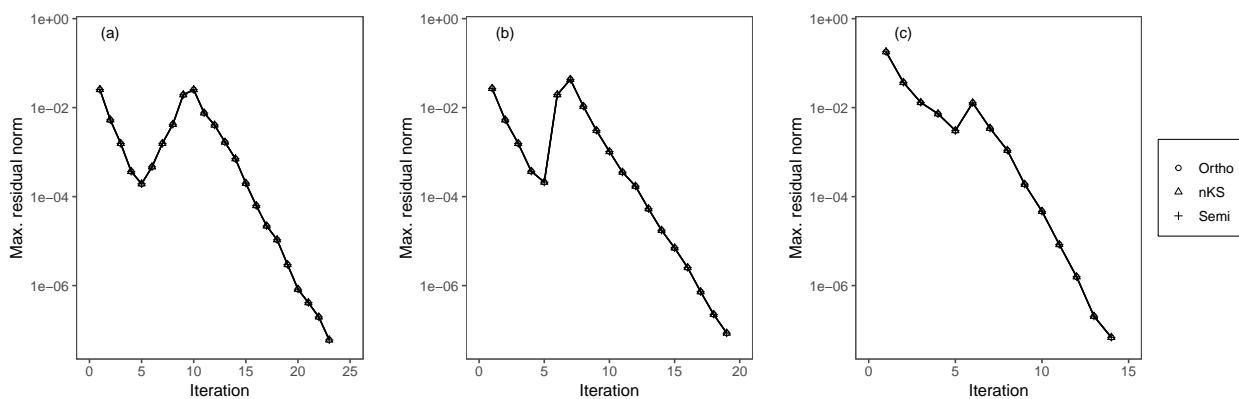 (a)
Max. residual norm
1e+00
1e−02
1e−04
1e−06
0 5 10 15 20 25
Iteration
(b)
Max. residual norm
1e+00
1e−02
1e−04
1e−06
0 5 10 15 20
Iteration
(c)
Max. residual norm
1e+00
1e−02
1e−04
1e−06
0 5 10 15
Iteration
Ortho
nKS
Semi